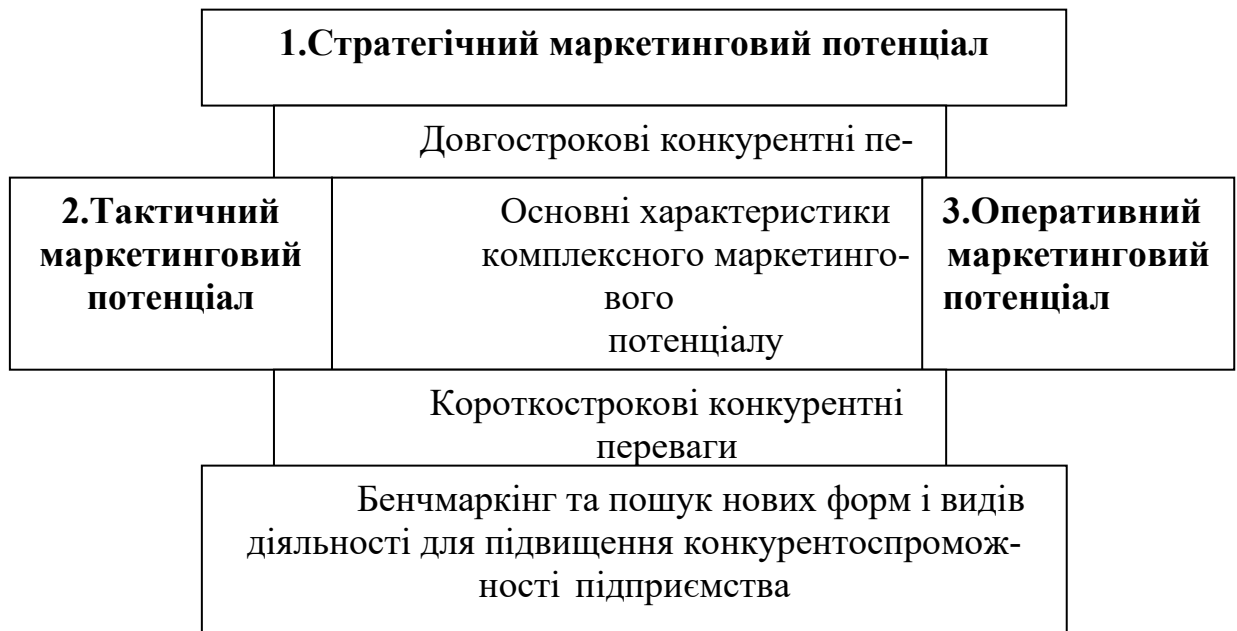 1.Стратегічний маркетинговий потенціал
Довгострокові конкурентні пе-
2.Тактичний
маркетинговий
потенціал
Основні характеристики
комплексного маркетинго-
вого
потенціалу
3.Оперативний
маркетинговий
потенціал
Короткострокові конкурентні
переваги
Бенчмаркінг та пошук нових форм і видів
діяльності для підвищення конкурентоспромож-
ності підприємства